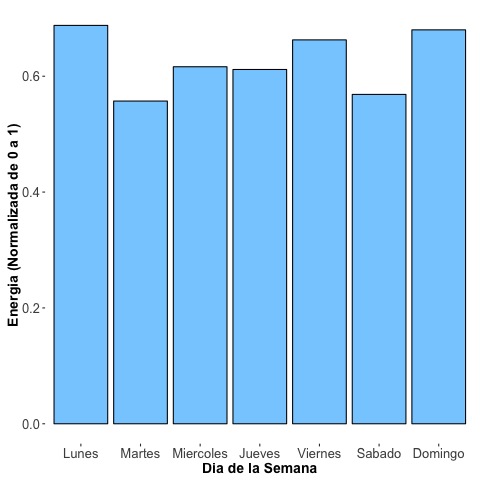 Energia (Normalizada de 0 a 1)
0.6
0.4
0.2
0.0
Lunes Martes Miercoles Jueves Viernes Sabado Domingo
Dia de la Semana